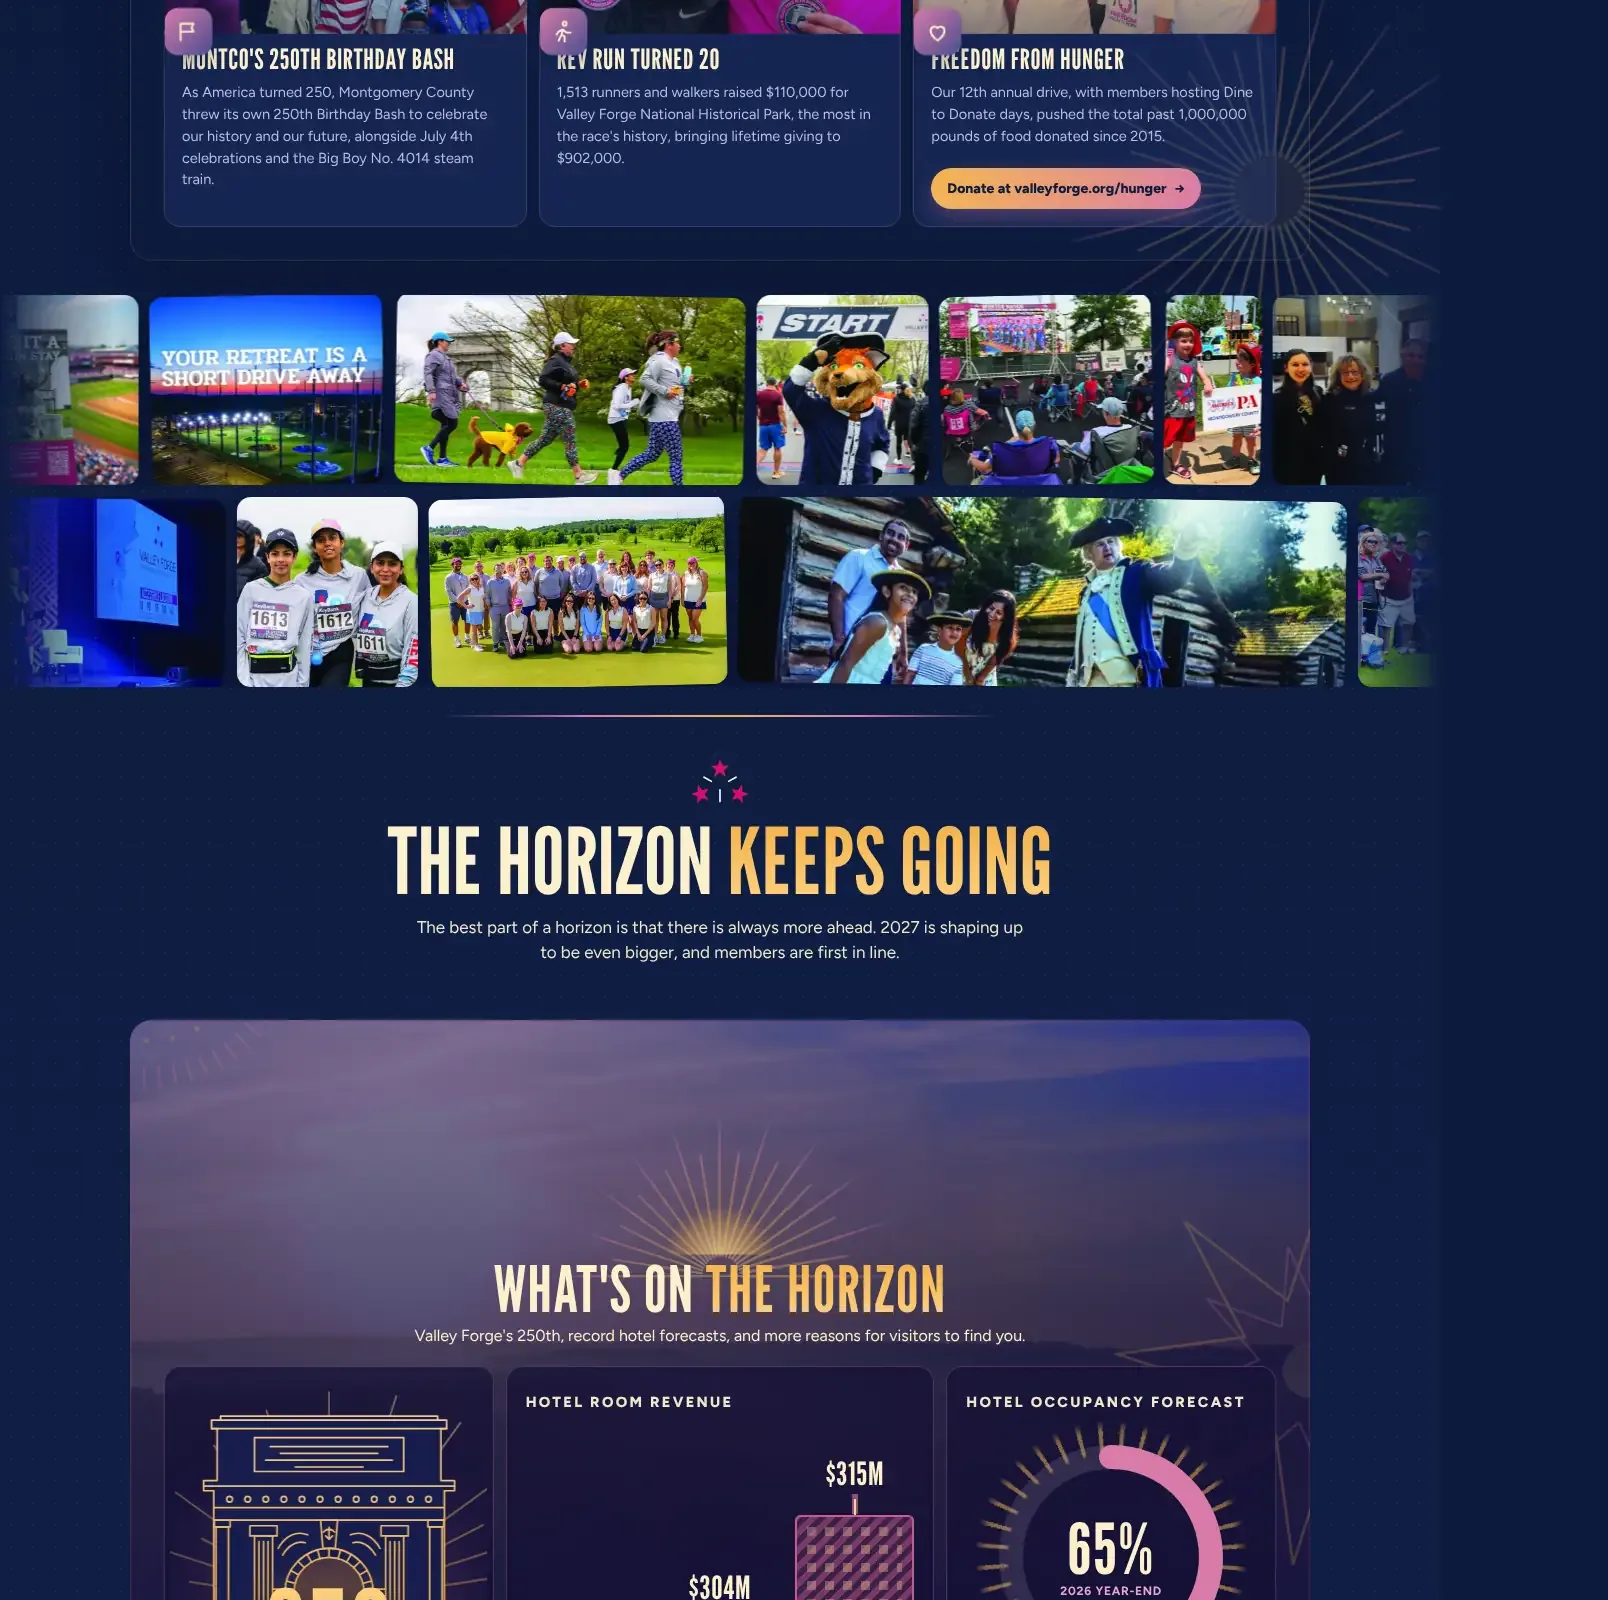 MONTCO'S 250TH BIRTHDAY BASH
As America turned 250, Montgomery County
threw its own 250th Birthday Bash to celebrate
our history and our future, alongside July 4th
celebrations and the Big Boy No. 4014 steam
train.
REV RUN TURNED 20
1,513 runners and walkers raised $110,000 for
Valley Forge National Historical Park, the most in
the race's history, bringing lifetime giving to
$902,000.
FREEDOM FROM HUNGER
Our 12th annual drive, with members hosting Dine
to Donate days, pushed the total past 1,000,000
pounds of food donated since 2015.
Donate at valleyforge.org/hunger →
IT A
STAY
YOUR RETREAT IS A
SHORT DRIVE AWAY
START
PA
VALLEY FORGE
1613
1612
1611
THE HORIZON KEEPS GOING
The best part of a horizon is that there is always more ahead. 2027 is shaping up
to be even bigger, and members are first in line.
WHAT'S ON THE HORIZON
Valley Forge's 250th, record hotel forecasts, and more reasons for visitors to find you.
HOTEL ROOM REVENUE
$315M
$304M
HOTEL OCCUPANCY FORECAST
65%
2026 YEAR-END